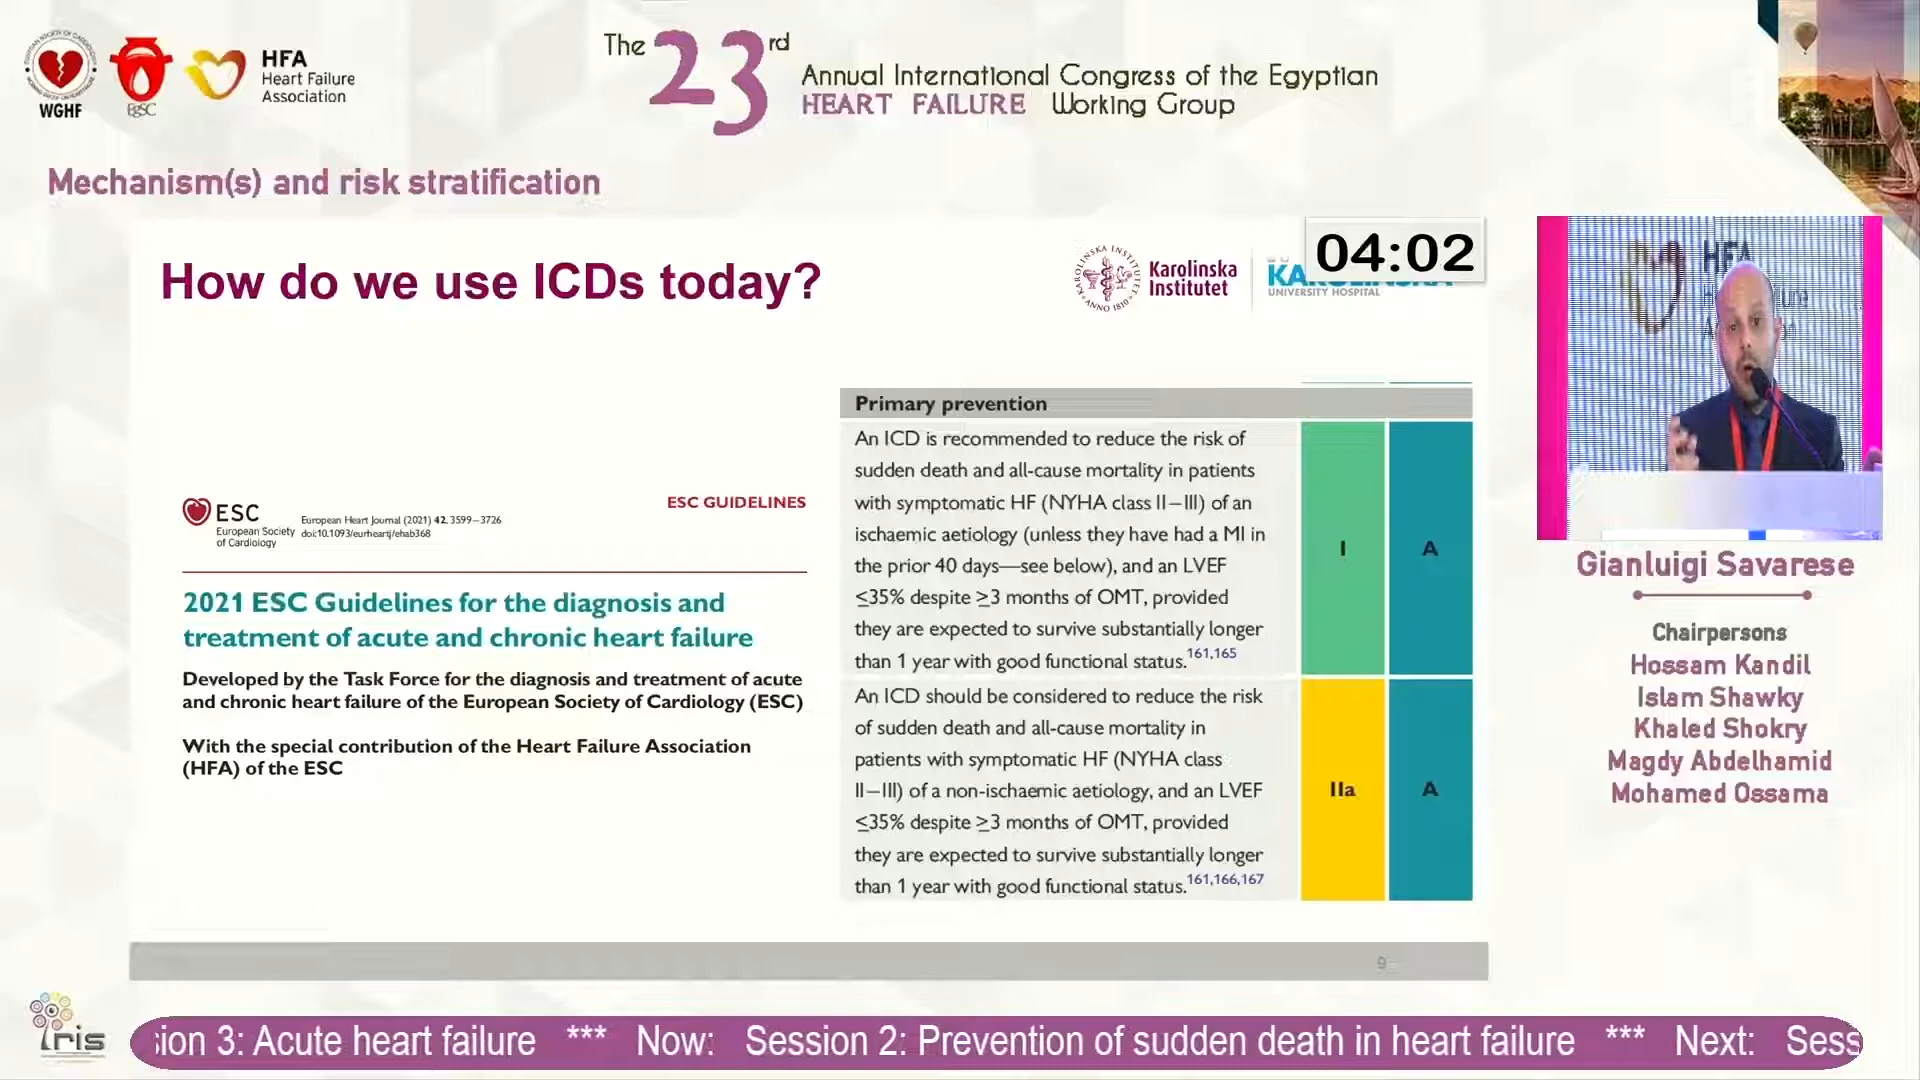 WGHF
EgSC
HFA
Heart Failure
Association
The 23rd
Annual International Congress of the Egyptian
HEART FAILURE Working Group
Mechanism(s) and risk stratification
How do we use ICDs today?
KAROLINSKA INSTITUTET ANNO 1810
Karolinska
Institutet
UNIVERSITY HOSPITAL
04:02
ESC
European Society
of Cardiology
European Heart Journal (2021) 42, 3599–3726
doi:10.1093/eurheartj/ehab368
ESC GUIDELINES
2021 ESC Guidelines for the diagnosis and
treatment of acute and chronic heart failure
Developed by the Task Force for the diagnosis and treatment of acute
and chronic heart failure of the European Society of Cardiology (ESC)
With the special contribution of the Heart Failure Association
(HFA) of the ESC
Primary prevention
An ICD is recommended to reduce the risk of
sudden death and all-cause mortality in patients
with symptomatic HF (NYHA class II–III) of an
ischaemic aetiology (unless they have had a MI in
the prior 40 days—see below), and an LVEF
≤35% despite ≥3 months of OMT, provided
they are expected to survive substantially longer
than 1 year with good functional status.161,165
I
A
An ICD should be considered to reduce the risk
of sudden death and all-cause mortality in
patients with symptomatic HF (NYHA class
II–III) of a non-ischaemic aetiology, and an LVEF
≤35% despite ≥3 months of OMT, provided
they are expected to survive substantially longer
than 1 year with good functional status.161,166,167
IIa
A
9
HFA
Gianluigi Savarese
Chairpersons
Hossam Kandil
Islam Shawky
Khaled Shokry
Magdy Abdelhamid
Mohamed Ossama
iris
sion 3: Acute heart failure *** Now: Session 2: Prevention of sudden death in heart failure *** Next: Sess